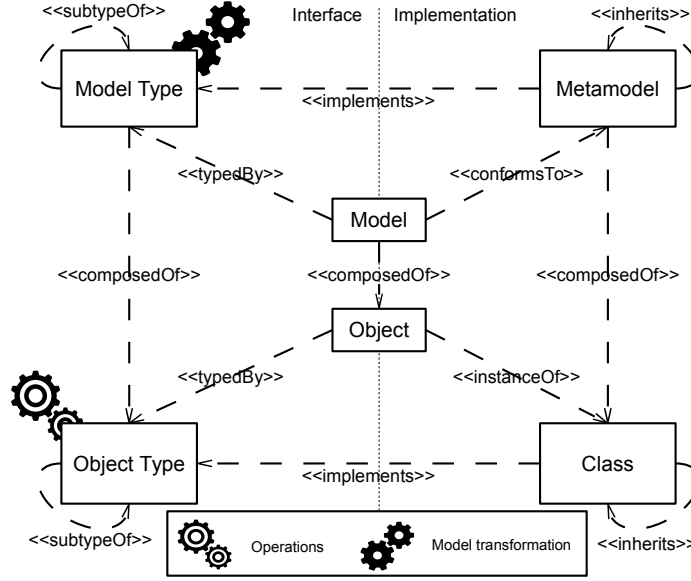 <<subtypeOf>>
Interface
Implementation
<<inherits>>
Model Type
Metamodel
<<implements>>
<<typedBy>>
<<conformsTo>>
Model
<<composedOf>>
<<composedOf>>
<<composedOf>>
Object
<<typedBy>>
<<instanceOf>>
Object Type
Class
<<implements>>
<<subtypeOf>>
<<inherits>>
Operations
Model transformation